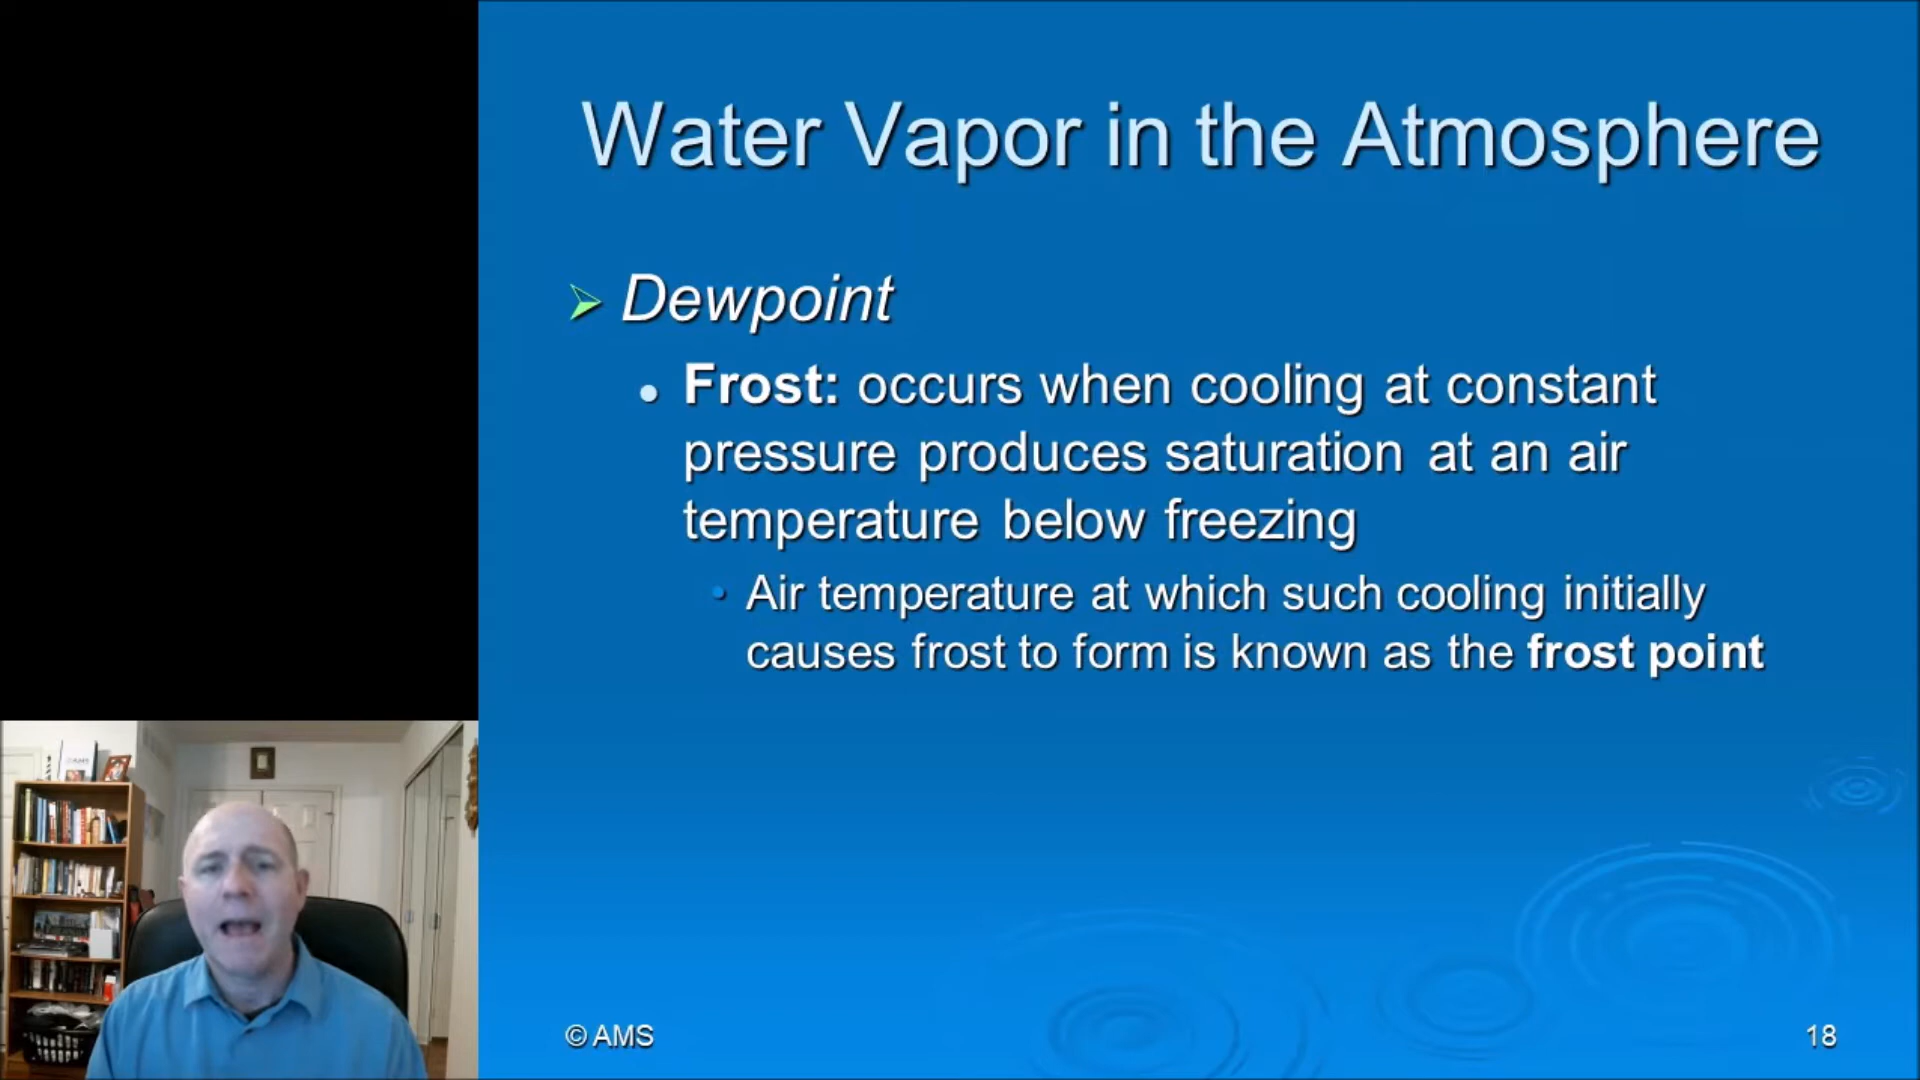 Water Vapor in the Atmosphere
Dewpoint
Frost: occurs when cooling at constant
pressure produces saturation at an air
temperature below freezing
Air temperature at which such cooling initially
causes frost to form is known as the frost point
© AMS
18